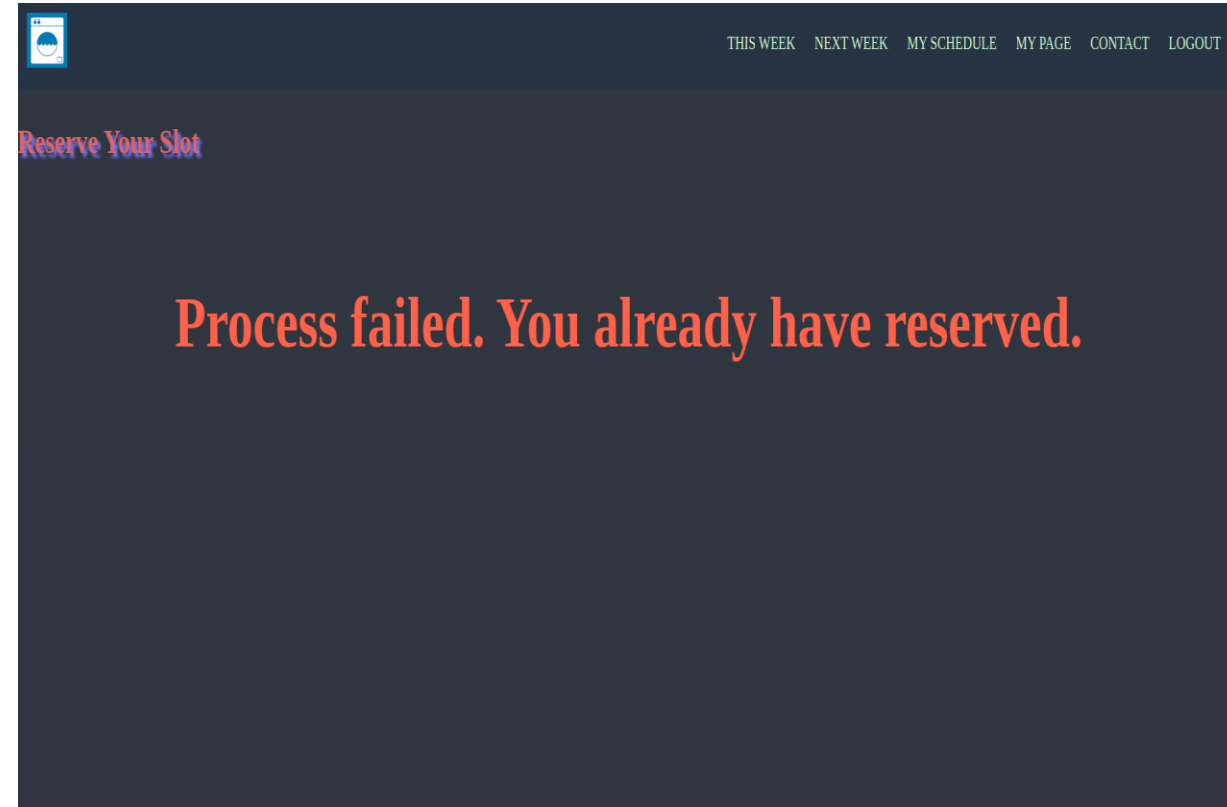 THIS WEEK NEXT WEEK MY SCHEDULE MY PAGE CONTACT LOGOUT
Reserve Your Slot
Process failed. You already have reserved.